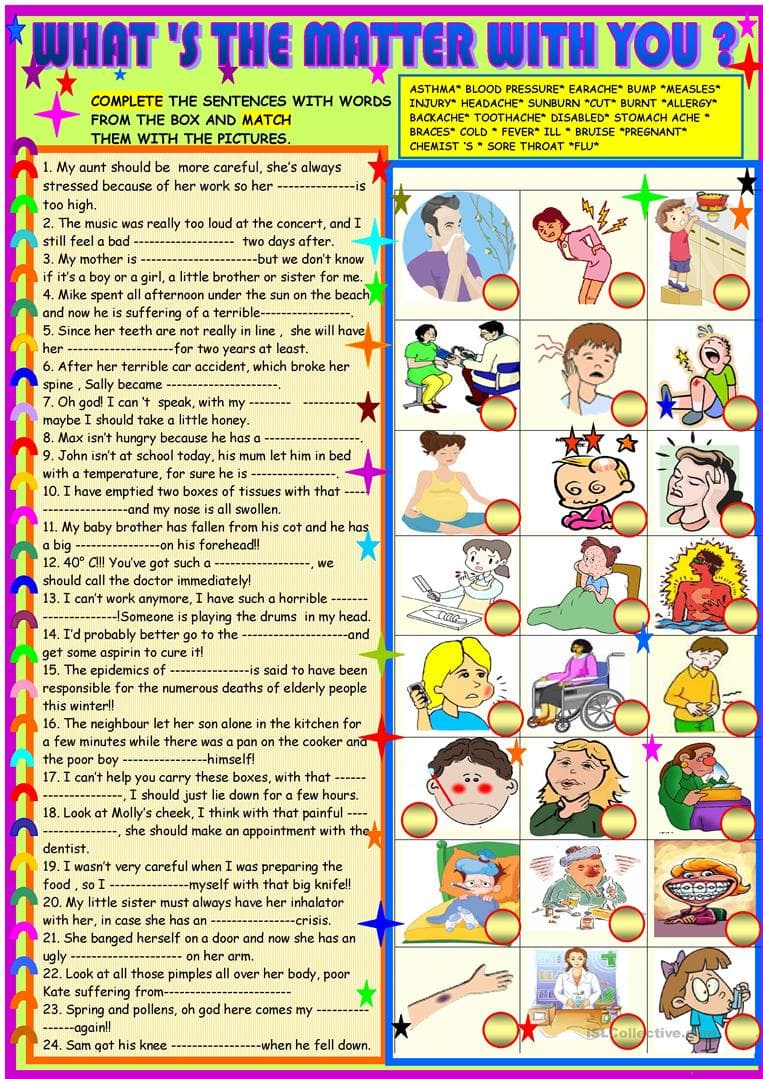 WHAT 'S THE MATTER WITH YOU ?
COMPLETE THE SENTENCES WITH WORDS
FROM THE BOX AND MATCH
THEM WITH THE PICTURES.
ASTHMA* BLOOD PRESSURE* EARACHE* BUMP *MEASLES*
INJURY* HEADACHE* SUNBURN *CUT* BURNT *ALLERGY*
BACKACHE* TOOTHACHE* DISABLED* STOMACH ACHE *
BRACES* COLD * FEVER* ILL * BRUISE *PREGNANT*
CHEMIST 'S * SORE THROAT *FLU*
1. My aunt should be more careful, she's always
stressed because of her work so her ---------------is
too high.
2. The music was really too loud at the concert, and I
still feel a bad ------------------- two days after.
3. My mother is ----------------------but we don't know
if it's a boy or a girl, a little brother or sister for me.
4. Mike spent all afternoon under the sun on the beach
and now he is suffering of a terrible-----------------.
5. Since her teeth are not really in line , she will have
her --------------------for two years at least.
6. After her terrible car accident, which broke her
spine , Sally became ---------------------.
7. Oh god! I can 't speak, with my -------- ------------
maybe I should take a little honey.
8. Max isn't hungry because he has a ------------------.
9. John isn't at school today, his mum let him in bed
with a temperature, for sure he is ----------------.
10. I have emptied two boxes of tissues with that ----
----------------and my nose is all swollen.
11. My baby brother has fallen from his cot and he has
a big ----------------on his forehead!!
12. 40° C!!! You've got such a ------------------, we
should call the doctor immediately!
13. I can't work anymore, I have such a horrible -------
--------------!Someone is playing the drums in my head.
14. I'd probably better go to the --------------------and
get some aspirin to cure it!
15. The epidemics of ---------------is said to have been
responsible for the numerous deaths of elderly people
this winter!!
16. The neighbour let her son alone in the kitchen for
a few minutes while there was a pan on the cooker and
the poor boy ----------------himself!
17. I can't help you carry these boxes, with that ------
---------------, I should just lie down for a few hours.
18. Look at Molly's cheek, I think with that painful ----
--------------, she should make an appointment with the
dentist.
19. I wasn't very careful when I was preparing the
food , so I ---------------myself with that big knife!!
20. My little sister must always have her inhalator
with her, in case she has an ----------------crisis.
21. She banged herself on a door and now she has an
ugly --------------------- on her arm.
22. Look at all those pimples all over her body, poor
Kate suffering from------------------------
23. Spring and pollens, oh god here comes my ----------
------again!!
24. Sam got his knee -----------------when he fell down.
iSLCollective.com